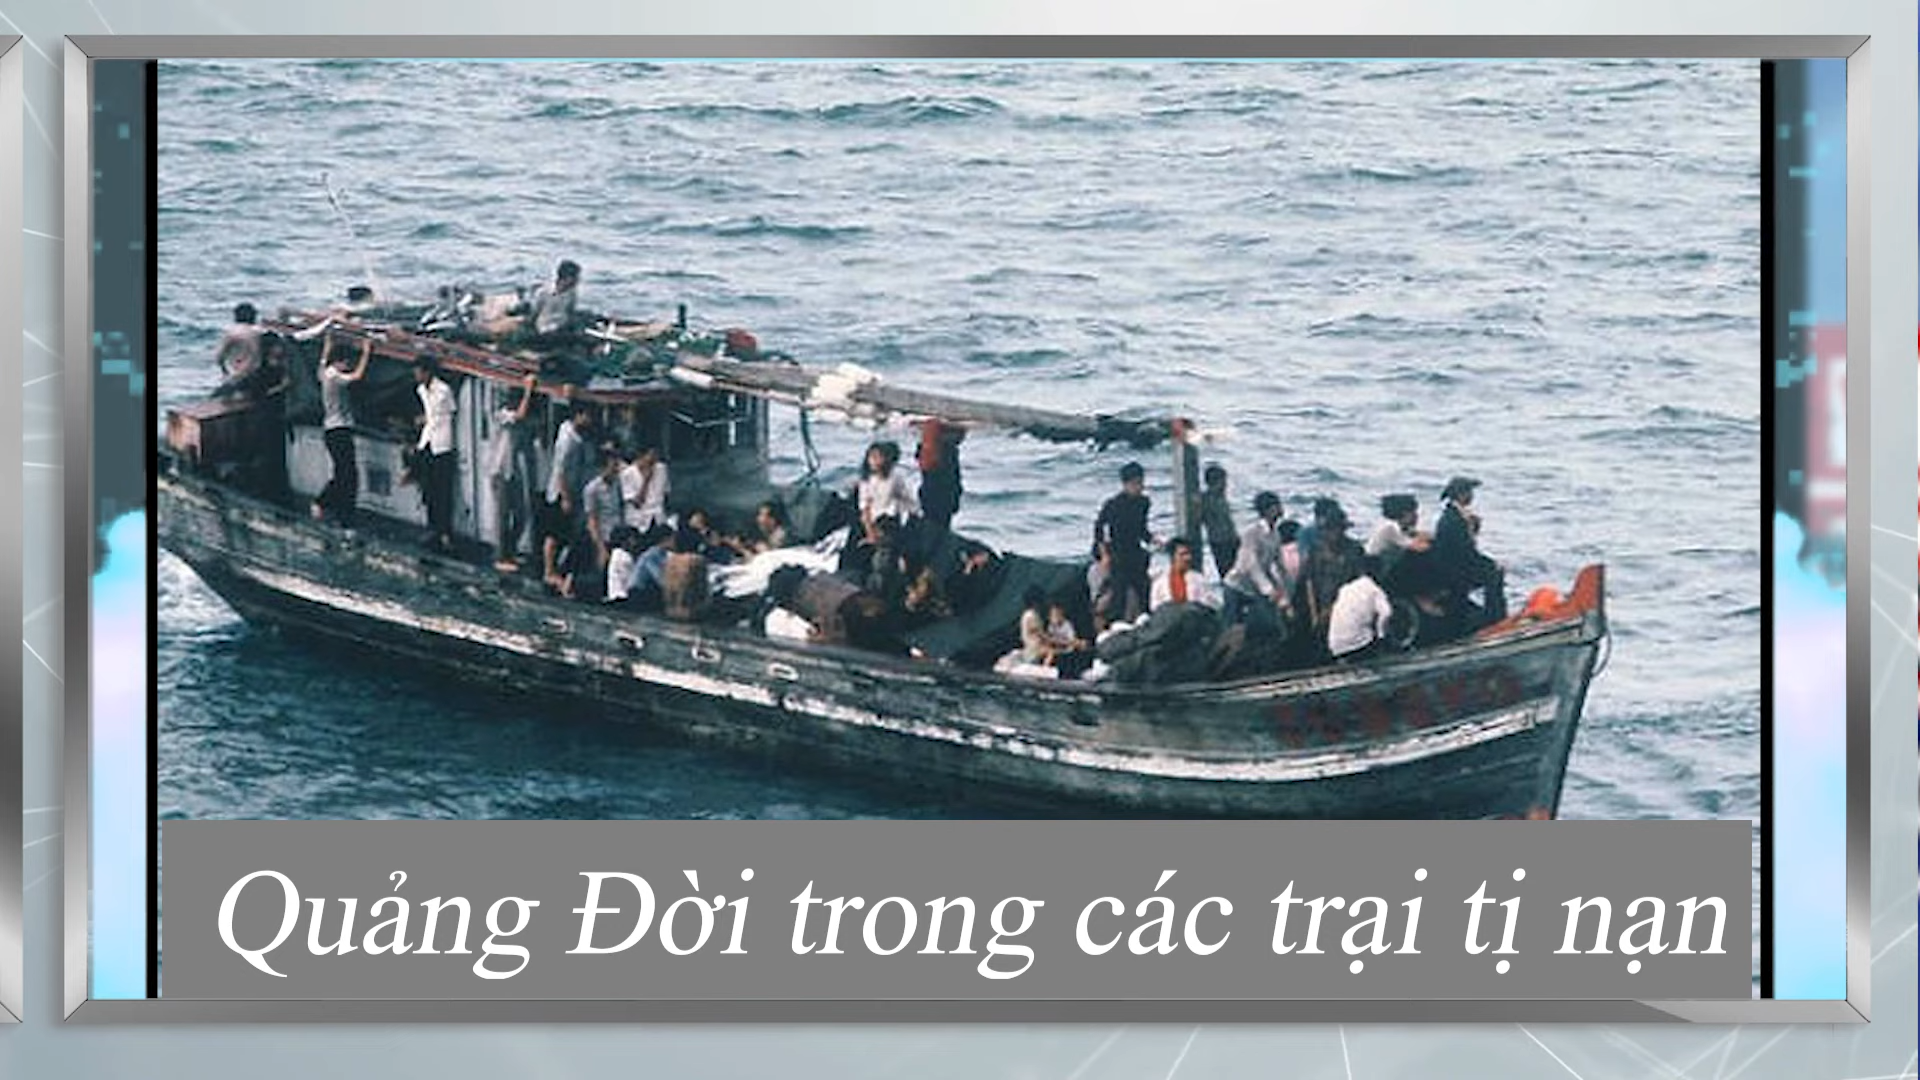 Quảng Đời trong các trại tị nạn